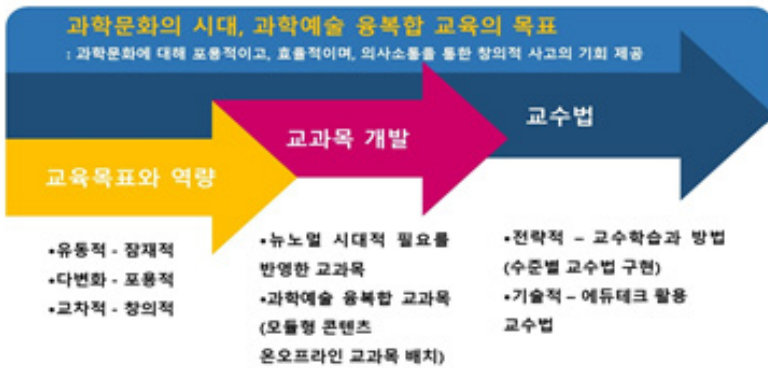 과학문화의 시대, 과학예술 융복합 교육의 목표
: 과학문화에 대해 포용적이고, 효율적이며, 의사소통을 통한 창의적 사고의 기회 제공
교수법
교과목 개발
교육목표와 역량
•유동적 - 잠재적
•다변화 - 포용적
•교차적 - 창의적
•뉴노멀 시대적 필요를
반영한 교과목
•과학예술 융복합 교과목
(모듈형 콘텐츠
온오프라인 교과목 배치)
•전략적 – 교수학습과 방법
(수준별 교수법 구현)
•기술적 – 에듀테크 활용
교수법